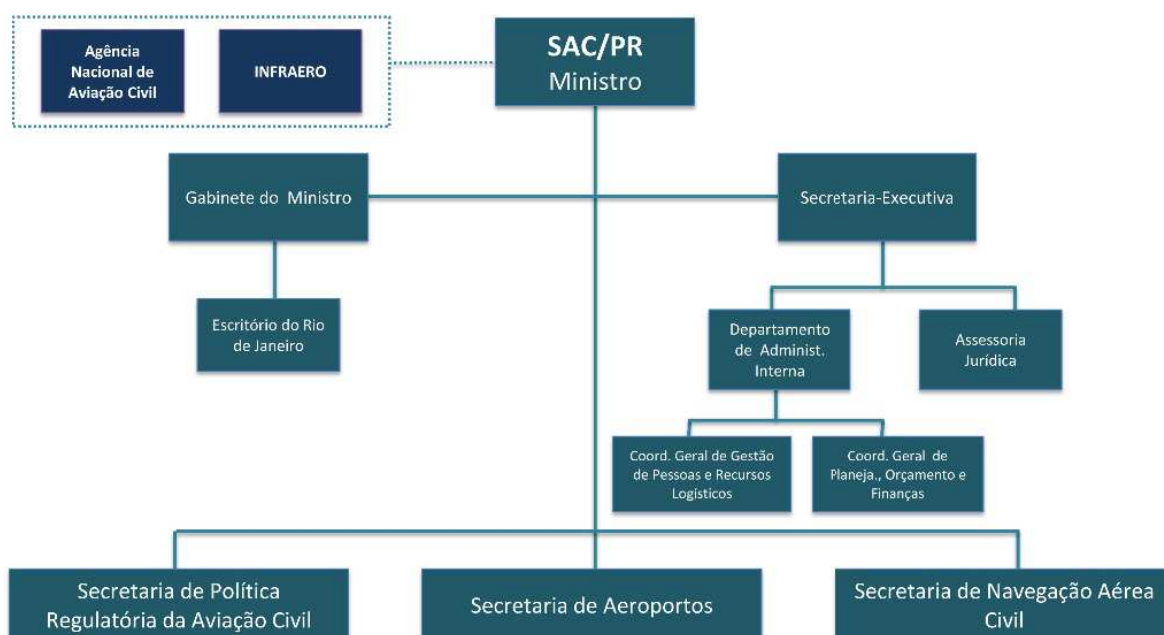 Agência
Nacional de
Aviação Civil
INFRAERO
SAC/PR
Ministro
Gabinete do Ministro
Secretaria-Executiva
Escritório do Rio
de Janeiro
Departamento
de Administ.
Interna
Assessoria
Jurídica
Coord. Geral de Gestão
de Pessoas e Recursos
Logísticos
Coord. Geral de
Planeja., Orçamento e
Finanças
Secretaria de Política
Regulatória da Aviação Civil
Secretaria de Aeroportos
Secretaria de Navegação Aérea
Civil